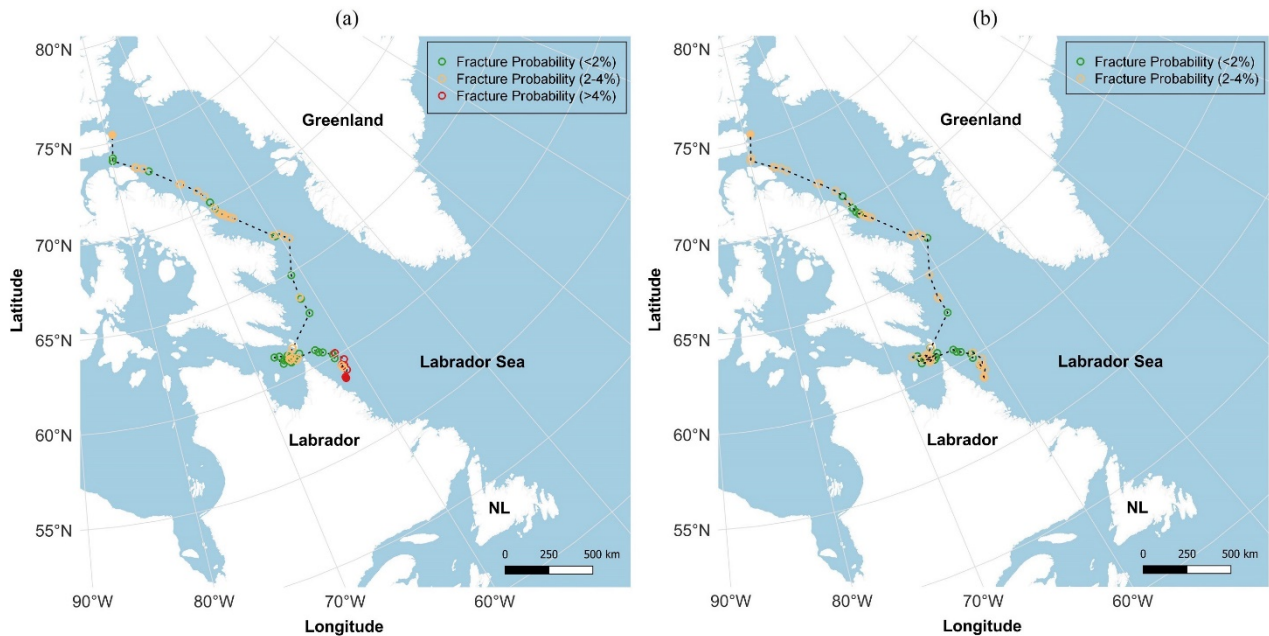 (a)
80°N
75°N
70°N
65°N
60°N
55°N
Latitude
Fracture Probability (<2%)
Fracture Probability (2-4%)
Fracture Probability (>4%)
Greenland
Labrador Sea
Labrador
NL
0 250 500 km
90°W 80°W 70°W 60°W
Longitude
(b)
80°N
75°N
70°N
65°N
60°N
55°N
Latitude
Fracture Probability (<2%)
Fracture Probability (2-4%)
Greenland
Labrador Sea
Labrador
NL
0 250 500 km
90°W 80°W 70°W 60°W
Longitude